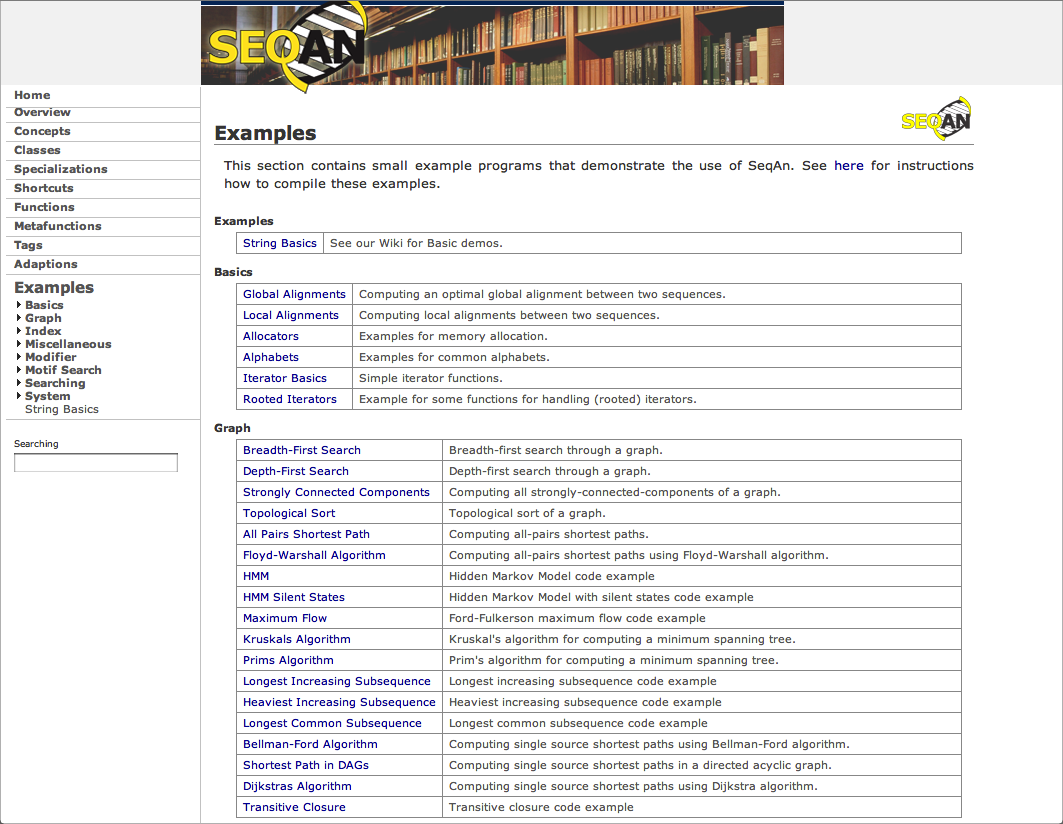 SEQAN
Home
Overview
Concepts
Classes
Specializations
Shortcuts
Functions
Metafunctions
Tags
Adaptions
Examples
Basics
Graph
Index
Miscellaneous
Modifier
Motif Search
Searching
System
String Basics
Searching
SEQAN
Examples
This section contains small example programs that demonstrate the use of SeqAn. See here for instructions
how to compile these examples.
Examples
String Basics See our Wiki for Basic demos.
Basics
Global Alignments Computing an optimal global alignment between two sequences.
Local Alignments Computing local alignments between two sequences.
Allocators Examples for memory allocation.
Alphabets Examples for common alphabets.
Iterator Basics Simple iterator functions.
Rooted Iterators Example for some functions for handling (rooted) iterators.
Graph
Breadth-First Search Breadth-first search through a graph.
Depth-First Search Depth-first search through a graph.
Strongly Connected Components Computing all strongly-connected-components of a graph.
Topological Sort Topological sort of a graph.
All Pairs Shortest Path Computing all-pairs shortest paths.
Floyd-Warshall Algorithm Computing all-pairs shortest paths using Floyd-Warshall algorithm.
HMM Hidden Markov Model code example
HMM Silent States Hidden Markov Model with silent states code example
Maximum Flow Ford-Fulkerson maximum flow code example
Kruskals Algorithm Kruskal's algorithm for computing a minimum spanning tree.
Prims Algorithm Prim's algorithm for computing a minimum spanning tree.
Longest Increasing Subsequence Longest increasing subsequence code example
Heaviest Increasing Subsequence Heaviest increasing subsequence code example
Longest Common Subsequence Longest common subsequence code example
Bellman-Ford Algorithm Computing single source shortest paths using Bellman-Ford algorithm.
Shortest Path in DAGs Computing single source shortest paths in a directed acyclic graph.
Dijkstras Algorithm Computing single source shortest paths using Dijkstra algorithm.
Transitive Closure Transitive closure code example